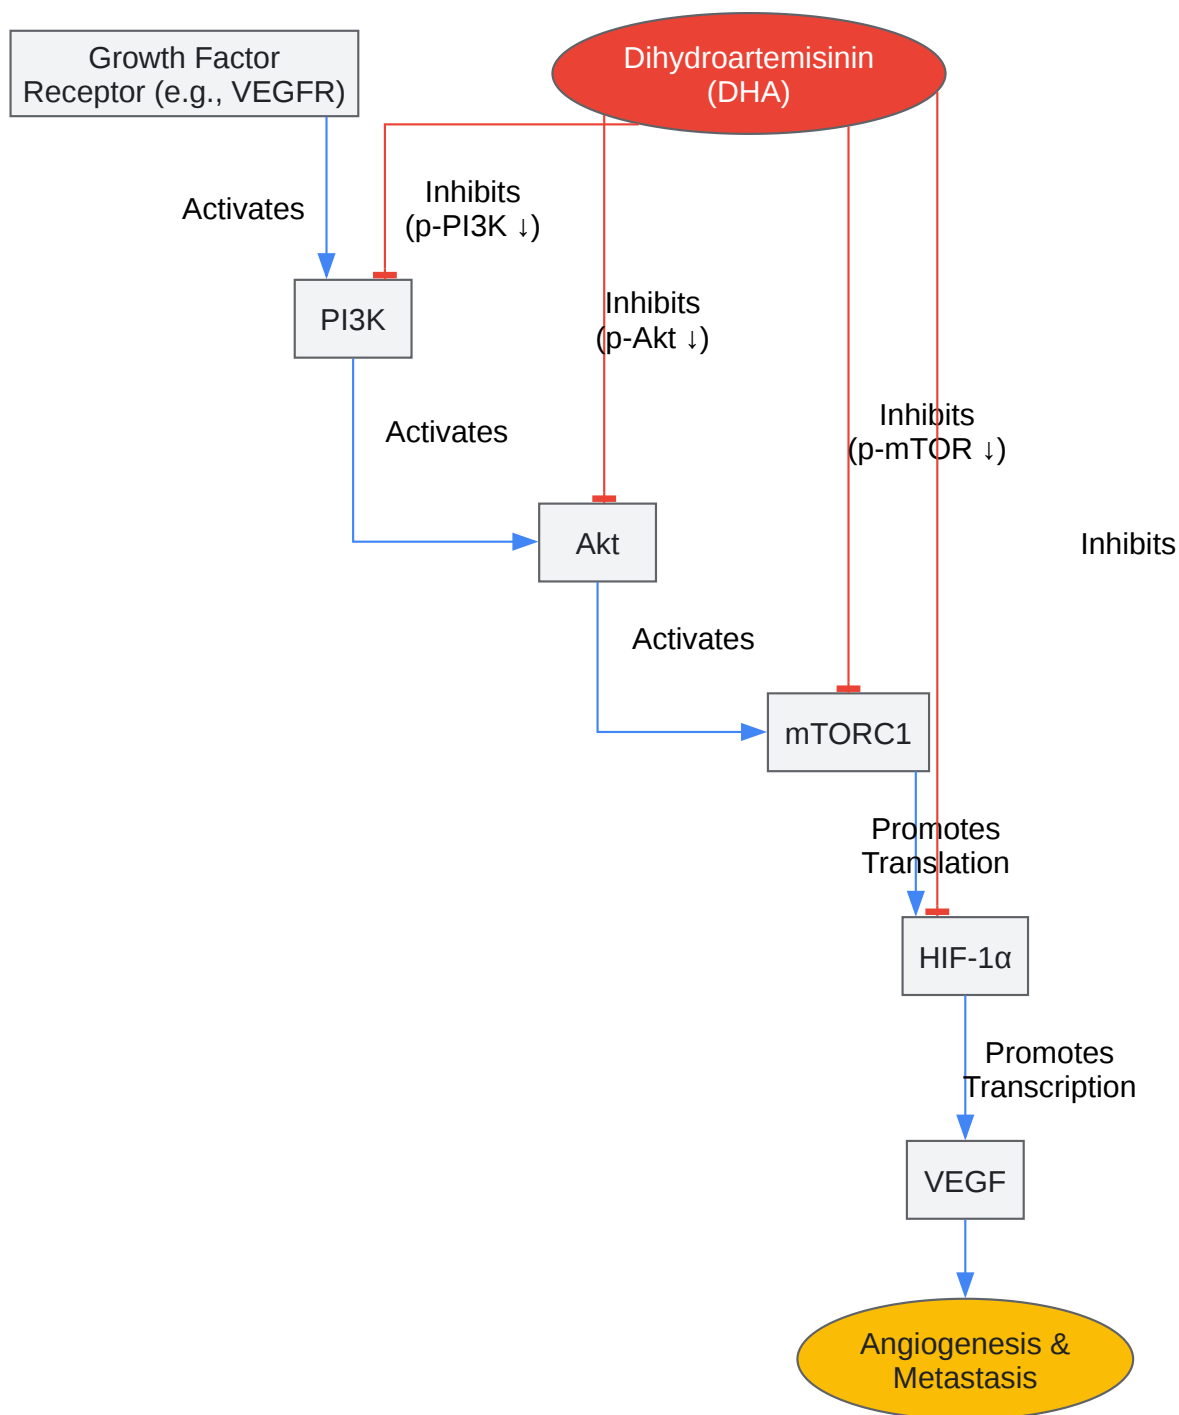 Growth Factor
Receptor (e.g., VEGFR)
Dihydroartemisinin
(DHA)
Activates
Inhibits
(p-PI3K ↓)
PI3K
Inhibits
(p-Akt ↓)
Activates
Inhibits
(p-mTOR ↓)
Akt
Inhibits
Activates
mTORC1
Promotes
Translation
HIF-1α
Promotes
Transcription
VEGF
Angiogenesis &
Metastasis